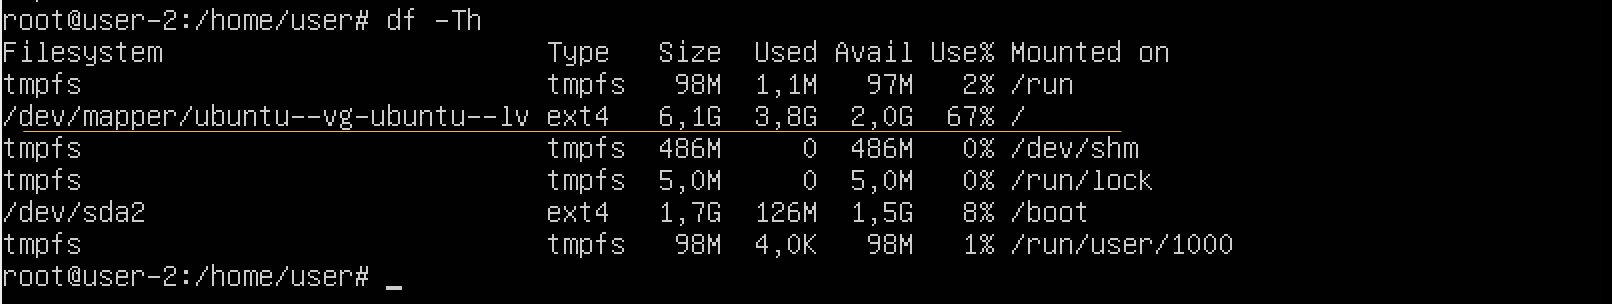 root@user-2:/home/user# df -Th
Filesystem                        Type   Size  Used Avail Use% Mounted on
tmpfs                             tmpfs   98M  1,1M   97M   2% /run
/dev/mapper/ubuntu--vg-ubuntu--lv ext4   6,1G  3,8G  2,0G  67% /
tmpfs                             tmpfs  486M     0  486M   0% /dev/shm
tmpfs                             tmpfs  5,0M     0  5,0M   0% /run/lock
/dev/sda2                         ext4   1,7G  126M  1,5G   8% /boot
tmpfs                             tmpfs   98M  4,0K   98M   1% /run/user/1000
root@user-2:/home/user# _